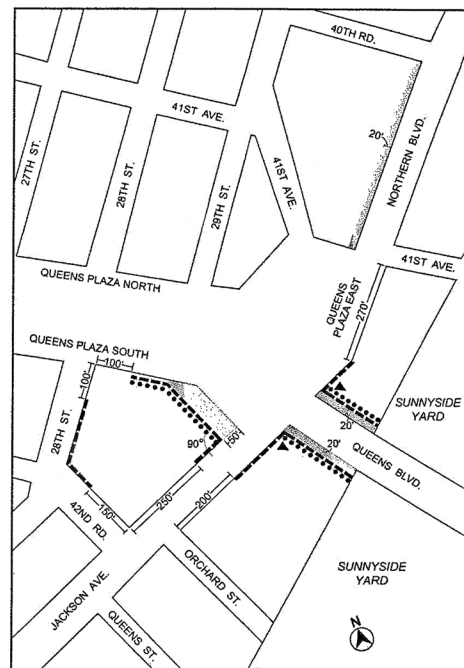 40TH RD.
41ST AVE.
27TH ST.
28TH ST.
29TH ST.
41ST AVE.
20'
NORTHERN BLVD.
41ST AVE.
QUEENS PLAZA NORTH
QUEENS
PLAZA EAST
270'
QUEENS PLAZA SOUTH
100'
100'
28TH ST.
90°
50'
20'
20'
SUNNYSIDE
YARD
QUEENS BLVD.
150'
250'
200'
42ND RD.
JACKSON AVE.
ORCHARD ST.
QUEENS ST.
SUNNYSIDE
YARD
N